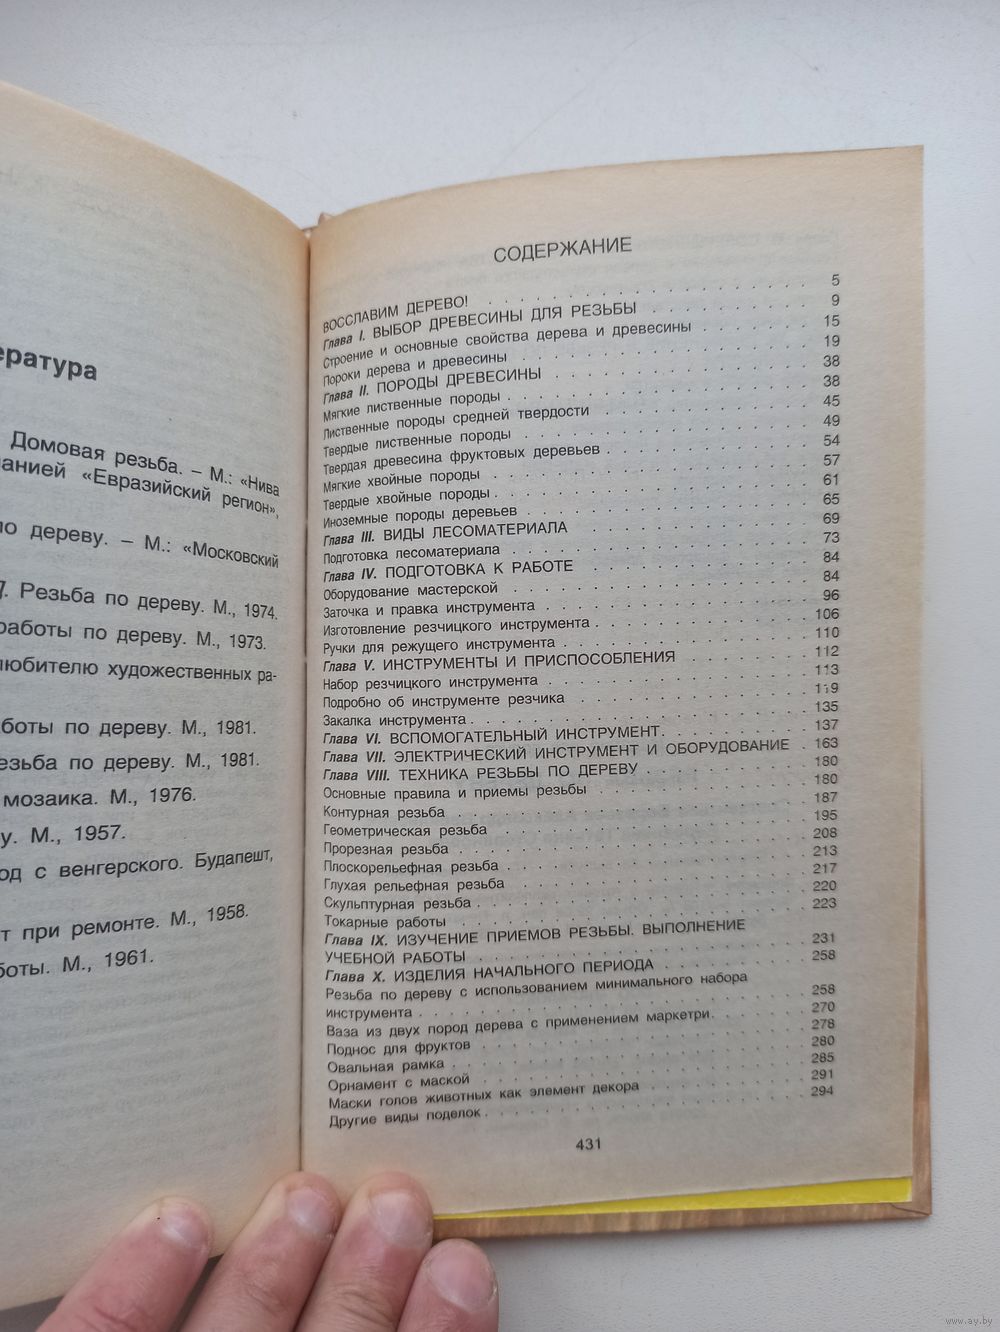 ература
Домовая резьба. – М.: «Нива
анией «Евразийский регион»,
по дереву. – М.: «Московский
Резьба по дереву. М., 1974.
работы по дереву. М., 1973.
любителю художественных ра-
аботы по дереву. М., 1981.
резьба по дереву. М., 1981.
мозаика. М., 1976.
у. М., 1957.
од с венгерского. Будапешт,
т при ремонте. М., 1958.
боты. М., 1961.
СОДЕРЖАНИЕ
ВОССЛАВИМ ДЕРЕВО! . . . 5
Глава I. ВЫБОР ДРЕВЕСИНЫ ДЛЯ РЕЗЬБЫ . . . 9
Строение и основные свойства дерева и древесины . . . 15
Пороки дерева и древесины . . . 19
Глава II. ПОРОДЫ ДРЕВЕСИНЫ . . . 38
Мягкие лиственные породы . . . 38
Лиственные породы средней твердости . . . 45
Твердые лиственные породы . . . 49
Твердая древесина фруктовых деревьев . . . 54
Мягкие хвойные породы . . . 57
Твердые хвойные породы . . . 61
Иноземные породы деревьев . . . 65
Глава III. ВИДЫ ЛЕСОМАТЕРИАЛА . . . 69
Подготовка лесоматериала . . . 73
Глава IV. ПОДГОТОВКА К РАБОТЕ . . . 84
Оборудование мастерской . . . 84
Заточка и правка инструмента . . . 96
Изготовление резчицкого инструмента . . . 106
Ручки для режущего инструмента . . . 110
Глава V. ИНСТРУМЕНТЫ И ПРИСПОСОБЛЕНИЯ . . . 112
Набор резчицкого инструмента . . . 113
Подробно об инструменте резчика . . . 119
Закалка инструмента . . . 135
Глава VI. ВСПОМОГАТЕЛЬНЫЙ ИНСТРУМЕНТ . . . 137
Глава VII. ЭЛЕКТРИЧЕСКИЙ ИНСТРУМЕНТ И ОБОРУДОВАНИЕ . 163
Глава VIII. ТЕХНИКА РЕЗЬБЫ ПО ДЕРЕВУ . . . 180
Основные правила и приемы резьбы . . . 180
Контурная резьба . . . 187
Геометрическая резьба . . . 195
Прорезная резьба . . . 208
Плоскорельефная резьба . . . 213
Глухая рельефная резьба . . . 217
Скульптурная резьба . . . 220
Токарные работы . . . 223
Глава IX. ИЗУЧЕНИЕ ПРИЕМОВ РЕЗЬБЫ. ВЫПОЛНЕНИЕ
УЧЕБНОЙ РАБОТЫ . . . 231
Глава X. ИЗДЕЛИЯ НАЧАЛЬНОГО ПЕРИОДА . . . 258
Резьба по дереву с использованием минимального набора
инструмента . . . 258
Ваза из двух пород дерева с применением маркетри . . . 270
Поднос для фруктов . . . 278
Овальная рамка . . . 280
Орнамент с маской . . . 285
Маски голов животных как элемент декора . . . 291
Другие виды поделок . . . 294
431
www.ay.by